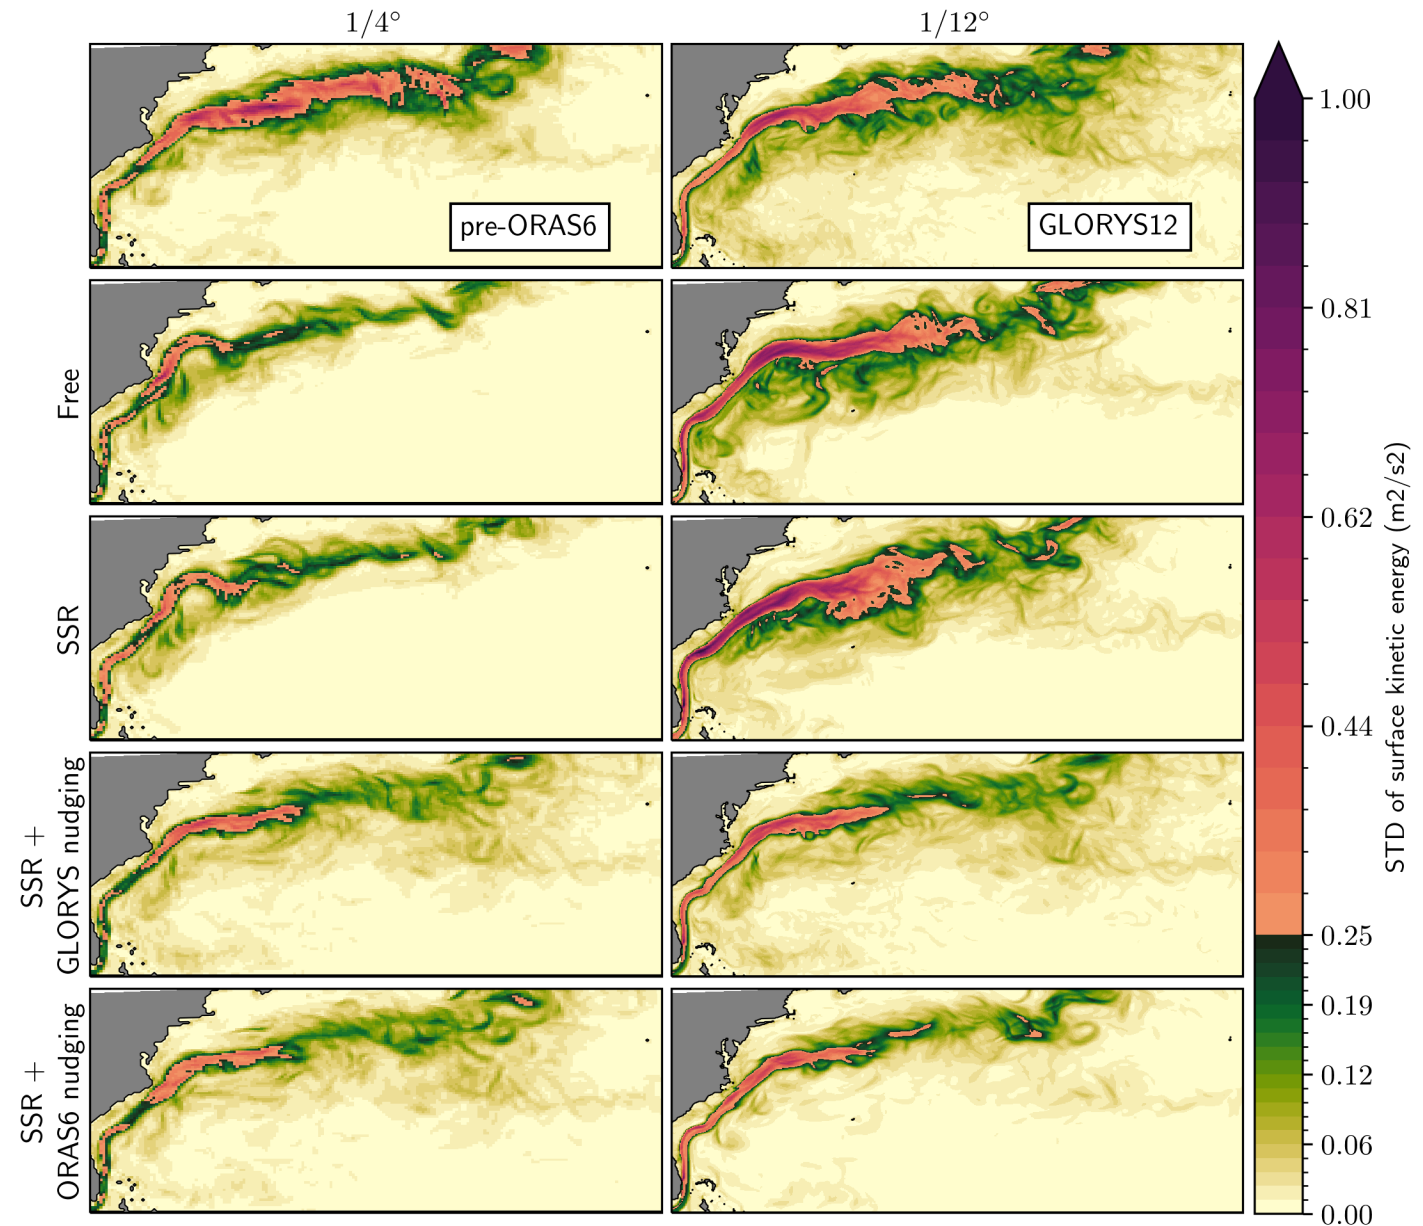 1/4°
1/12°
pre-ORAS6
GLORYS12
Free
SSR
SSR +
GLORYS nudging
SSR +
ORAS6 nudging
1.00
0.81
0.62
0.44
0.25
0.19
0.12
0.06
0.00
STD of surface kinetic energy (m2/s2)